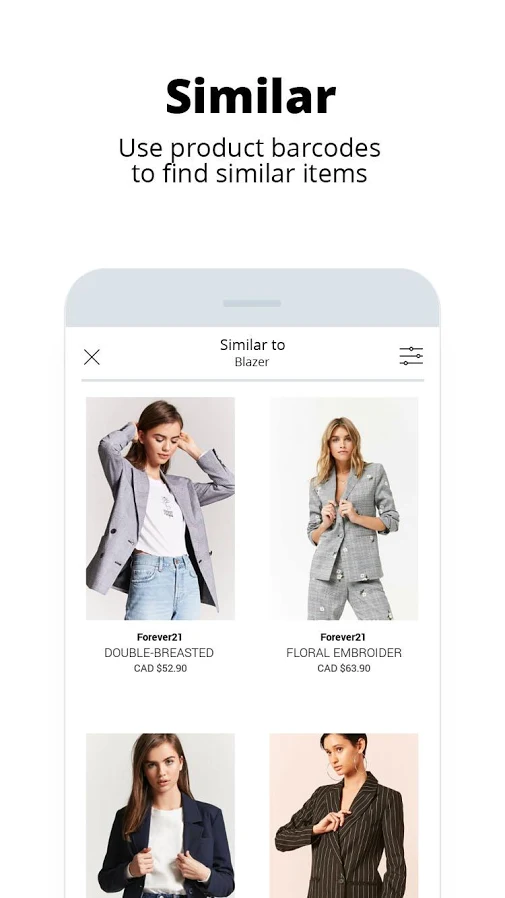 Similar
Use product barcodes
to find similar items
Similar to
Blazer
Forever21
DOUBLE-BREASTED
CAD $52.90
Forever21
FLORAL EMBROIDER
CAD $63.90